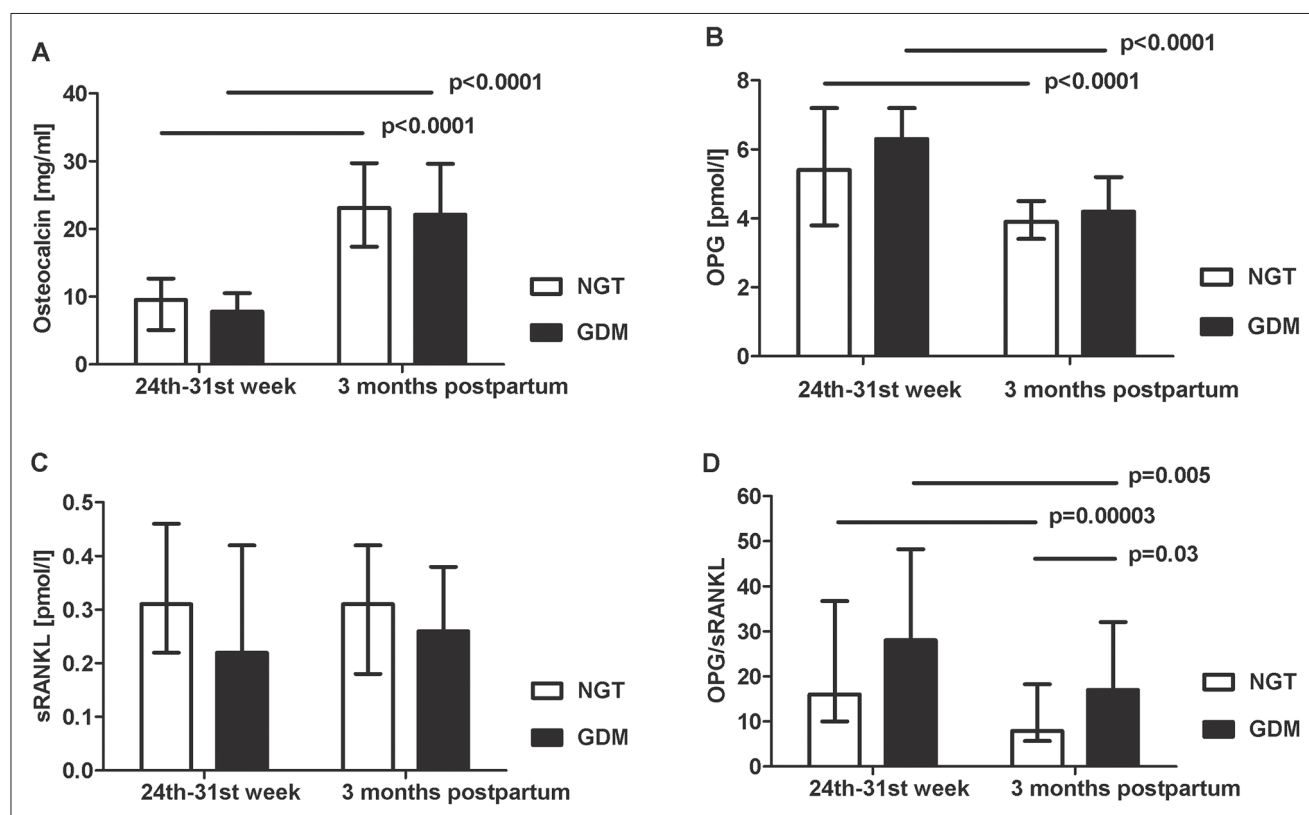 A
p<0.0001
p<0.0001
Osteocalcin [mg/ml]
40
30
20
10
0
24th-31st week
3 months postpartum
NGT
GDM
B
p<0.0001
p<0.0001
OPG [pmol/l]
8
6
4
2
0
24th-31st week
3 months postpartum
NGT
GDM
C
sRANKL [pmol/l]
0.5
0.4
0.3
0.2
0.1
0.0
24th-31st week
3 months postpartum
NGT
GDM
D
p=0.005
p=0.00003
p=0.03
OPG/sRANKL
60
50
40
30
20
10
0
24th-31st week
3 months postpartum
NGT
GDM